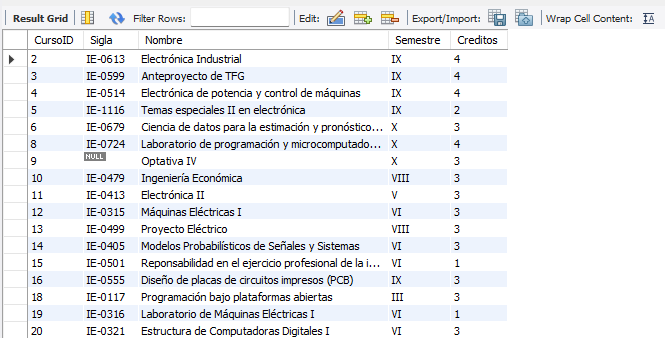 Result Grid Filter Rows: Edit: Export/Import: Wrap Cell Content:
CursoID Sigla Nombre Semestre Creditos
2 IE-0613 Electrónica Industrial IX 4
3 IE-0599 Anteproyecto de TFG IX 4
4 IE-0514 Electrónica de potencia y control de máquinas IX 4
5 IE-1116 Temas especiales II en electrónica IX 2
6 IE-0679 Ciencia de datos para la estimación y pronóstico... X 3
8 IE-0724 Laboratorio de programación y microcomputado... X 4
9 NULL Optativa IV X 3
10 IE-0479 Ingeniería Económica VIII 3
11 IE-0413 Electrónica II V 3
12 IE-0315 Máquinas Eléctricas I VI 3
13 IE-0499 Proyecto Eléctrico VIII 3
14 IE-0405 Modelos Probabilísticos de Señales y Sistemas VI 3
15 IE-0501 Reponsabilidad en el ejercicio profesional de la i... VI 1
16 IE-0555 Diseño de placas de circuitos impresos (PCB) IX 3
18 IE-0117 Programación bajo plataformas abiertas III 3
19 IE-0316 Laboratorio de Máquinas Eléctricas I VI 1
20 IE-0321 Estructura de Computadoras Digitales I VI 3